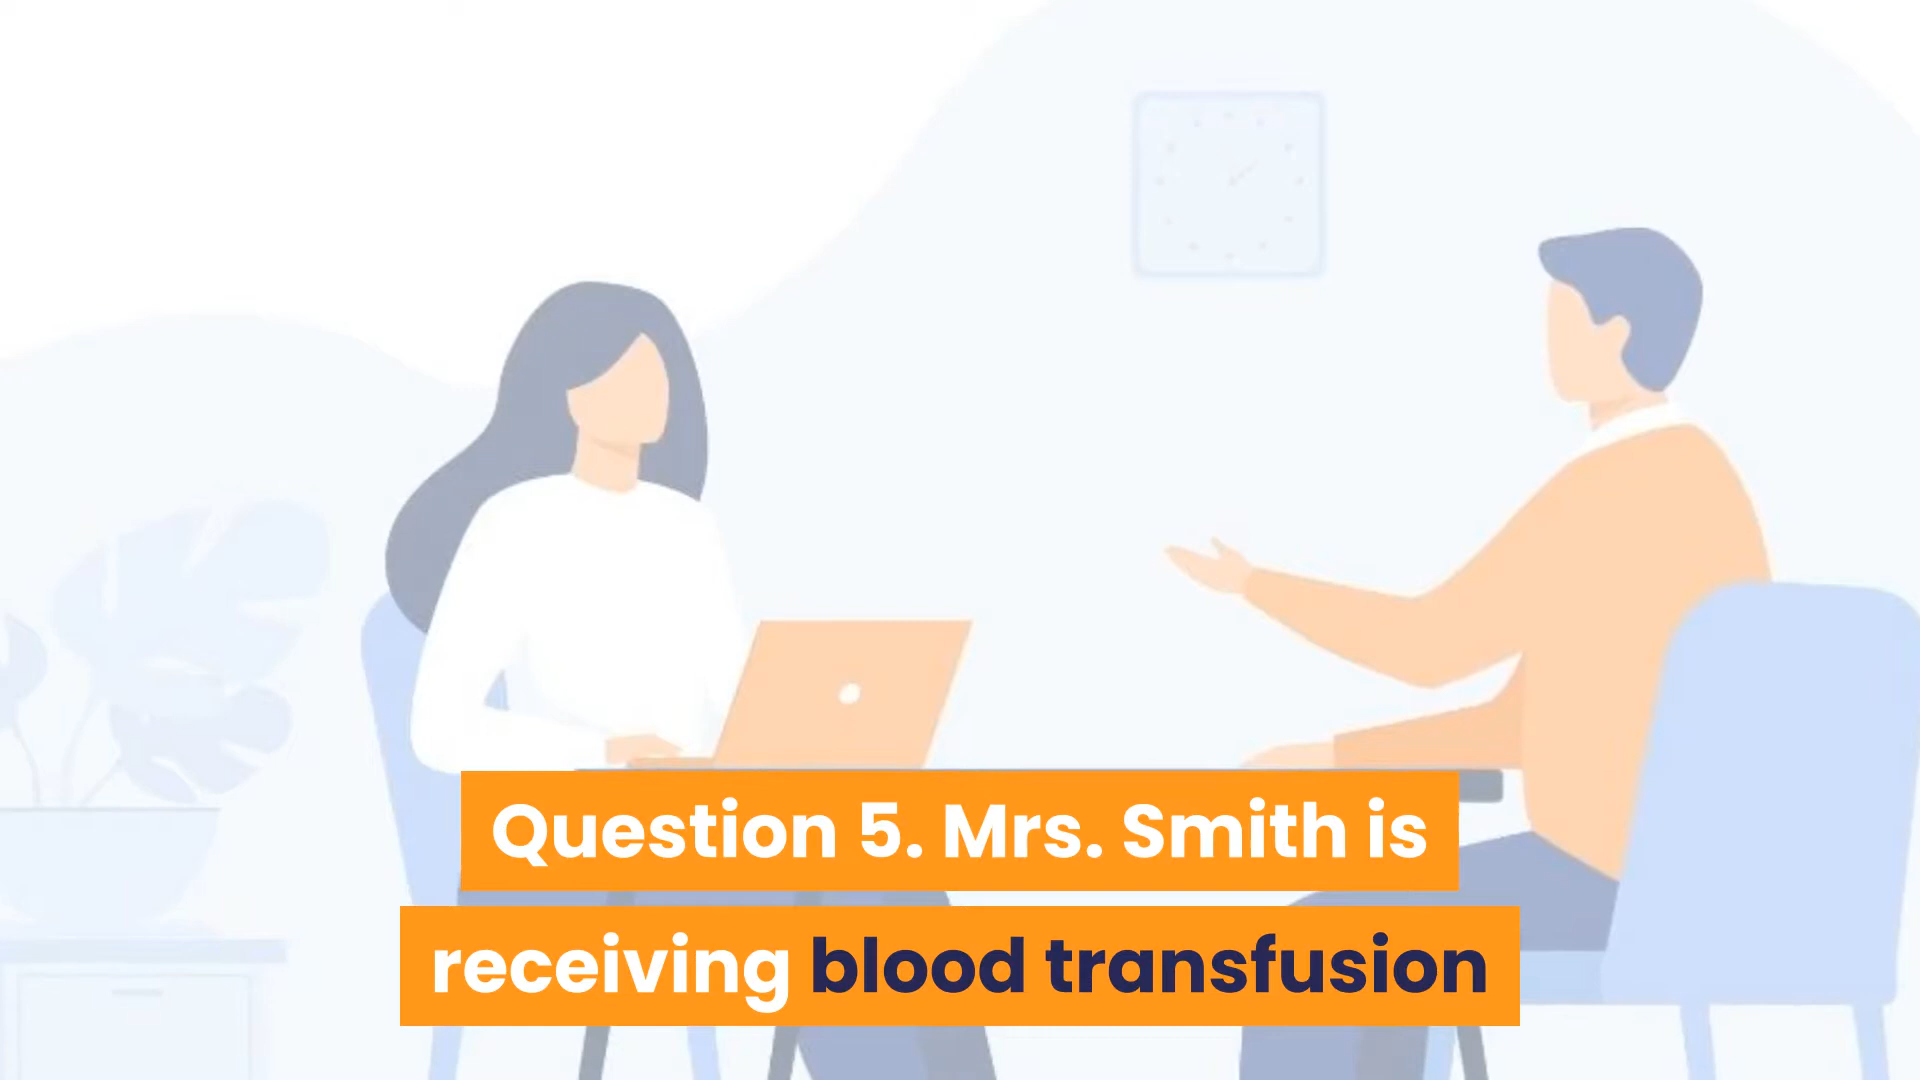 Question 5. Mrs. Smith is
receiving blood transfusion